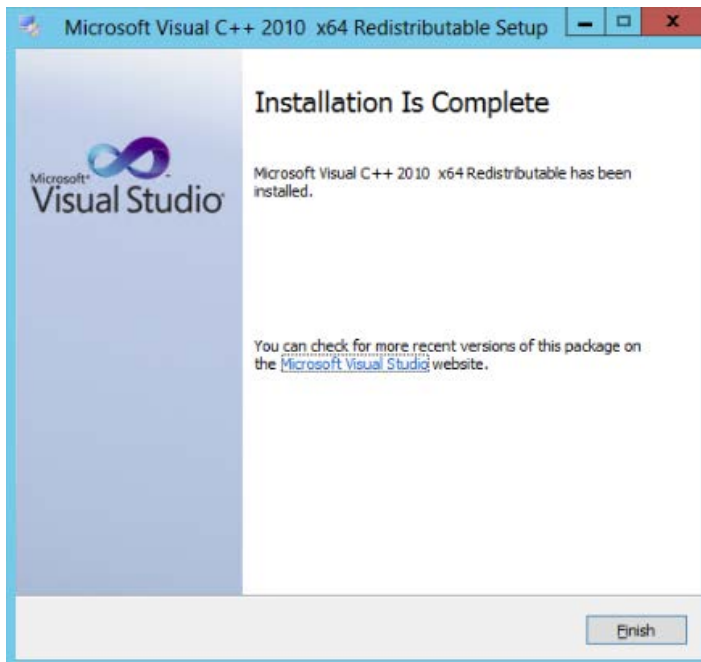 Microsoft Visual C++ 2010  x64 Redistributable Setup
Installation Is Complete
Microsoft Visual C++ 2010  x64 Redistributable has been
installed.
Microsoft®
Visual Studio®
You can check for more recent versions of this package on
the Microsoft Visual Studio website.
Finish